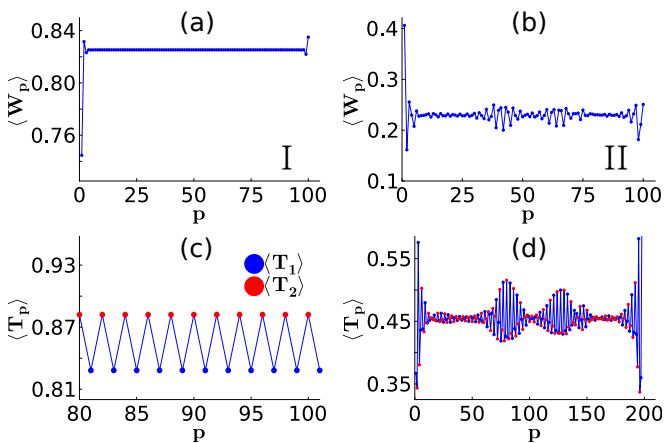 (a)
0.84
0.80
0.76
⟨W_p⟩
I
0 25 50 75 100
p
(b)
0.4
0.3
0.2
0.1
⟨W_p⟩
II
0 25 50 75 100
p
(c)
0.93
0.87
0.81
⟨T_p⟩
⟨T_1⟩
⟨T_2⟩
80 85 90 95 100
p
(d)
0.55
0.45
0.35
⟨T_p⟩
0 50 100 150 200
p